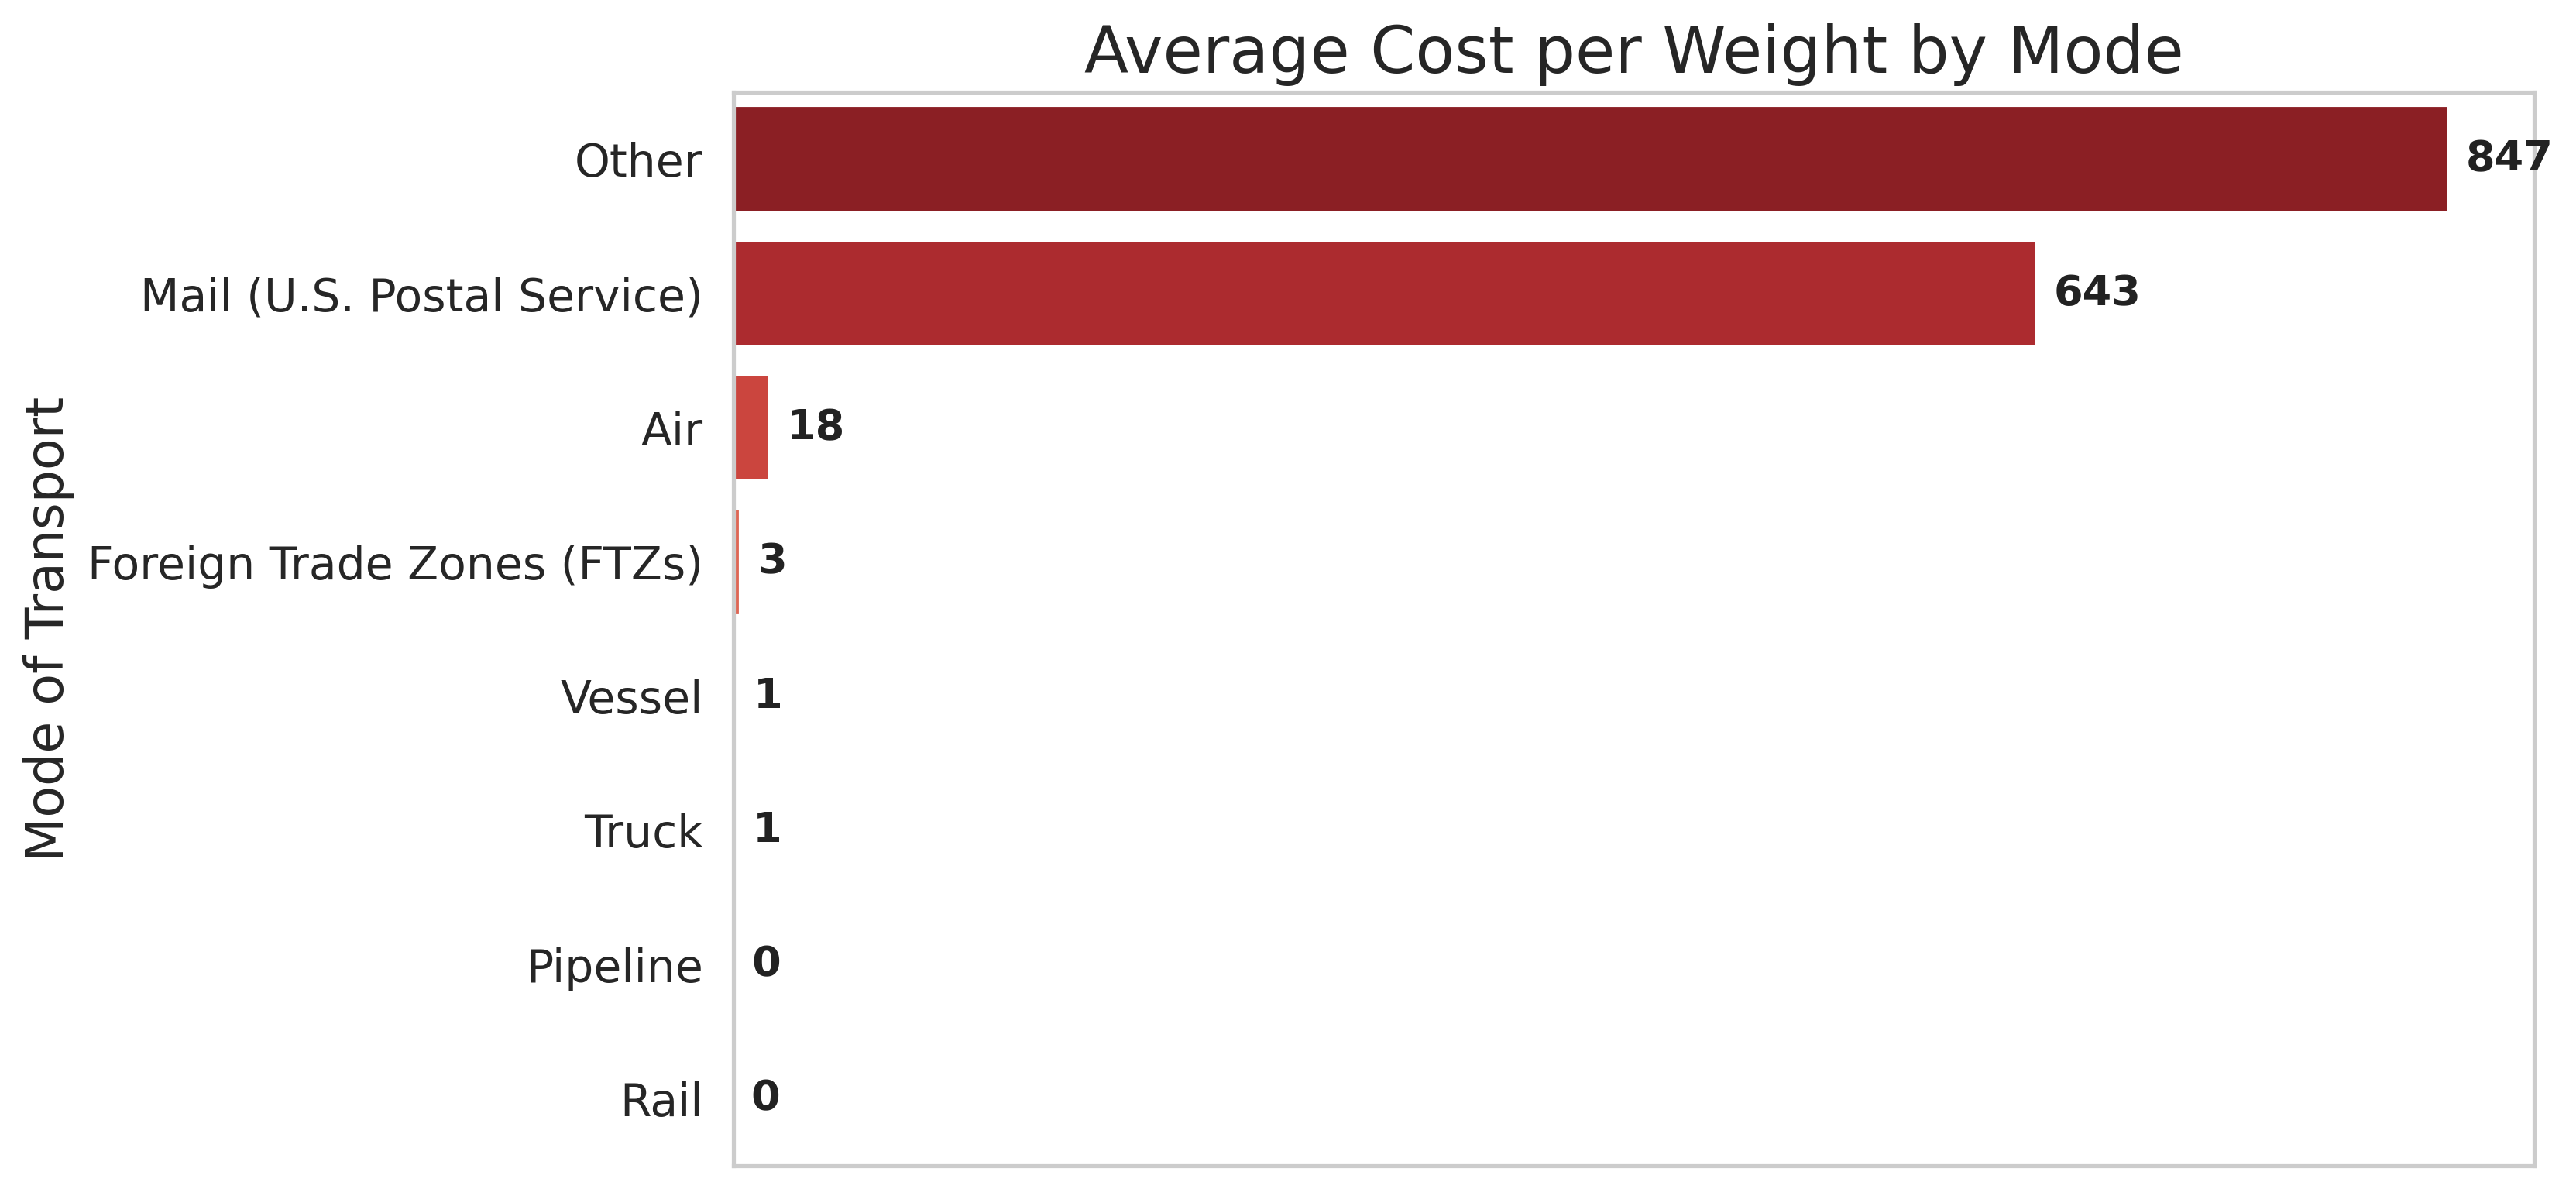 Average Cost per Weight by Mode
Mode of Transport
Other 847
Mail (U.S. Postal Service) 643
Air 18
Foreign Trade Zones (FTZs) 3
Vessel 1
Truck 1
Pipeline 0
Rail 0